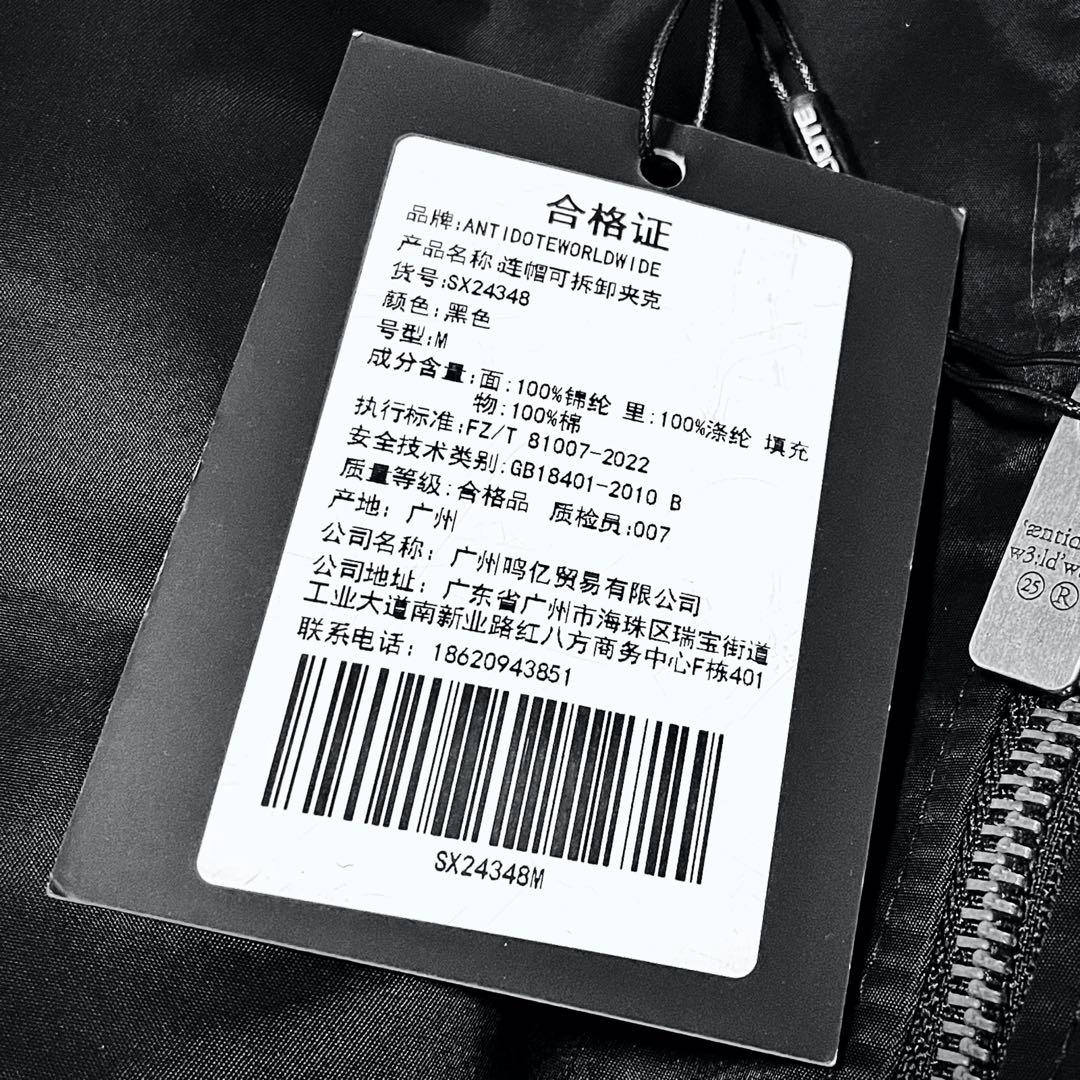 合格证
品牌:ANTIDOTEWORLDWIDE
产品名称:连帽可拆卸夹克
货号:SX24348
颜色:黑色
号型:M
成分含量:面:100%锦纶 里:100%涤纶 填充
物:100%棉
执行标准:FZ/T 81007-2022
安全技术类别:GB18401-2010 B
质量等级:合格品 质检员:007
产地: 广州
公司名称: 广州鸣亿贸易有限公司
公司地址: 广东省广州市海珠区瑞宝街道
工业大道南新业路红八方商务中心F栋401
联系电话: 18620943851
SX24348M
25 ®